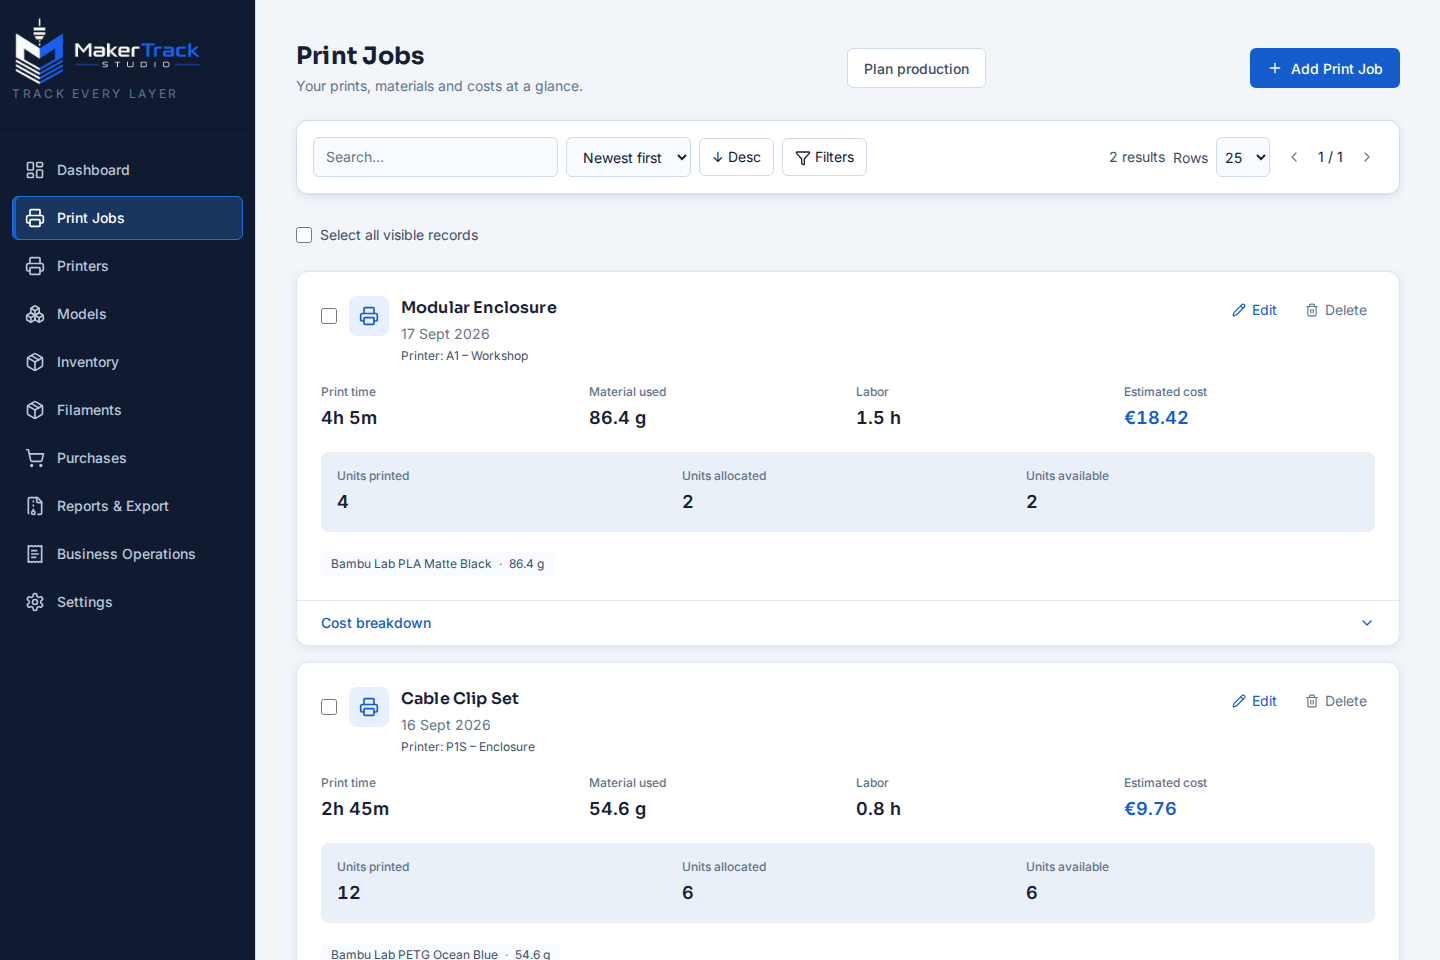 MakerTrack
STUDIO
TRACK EVERY LAYER
Dashboard
Print Jobs
Printers
Models
Inventory
Filaments
Purchases
Reports & Export
Business Operations
Settings
Print Jobs
Your prints, materials and costs at a glance.
Plan production
Add Print Job
Search...
Newest first
Desc
Filters
2 results
Rows
25
1 / 1
Select all visible records
Modular Enclosure
17 Sept 2026
Printer: A1 – Workshop
Edit
Delete
Print time
4h 5m
Material used
86.4 g
Labor
1.5 h
Estimated cost
€18.42
Units printed
4
Units allocated
2
Units available
2
Bambu Lab PLA Matte Black · 86.4 g
Cost breakdown
Cable Clip Set
16 Sept 2026
Printer: P1S – Enclosure
Edit
Delete
Print time
2h 45m
Material used
54.6 g
Labor
0.8 h
Estimated cost
€9.76
Units printed
12
Units allocated
6
Units available
6
Bambu Lab PETG Ocean Blue · 54.6 g